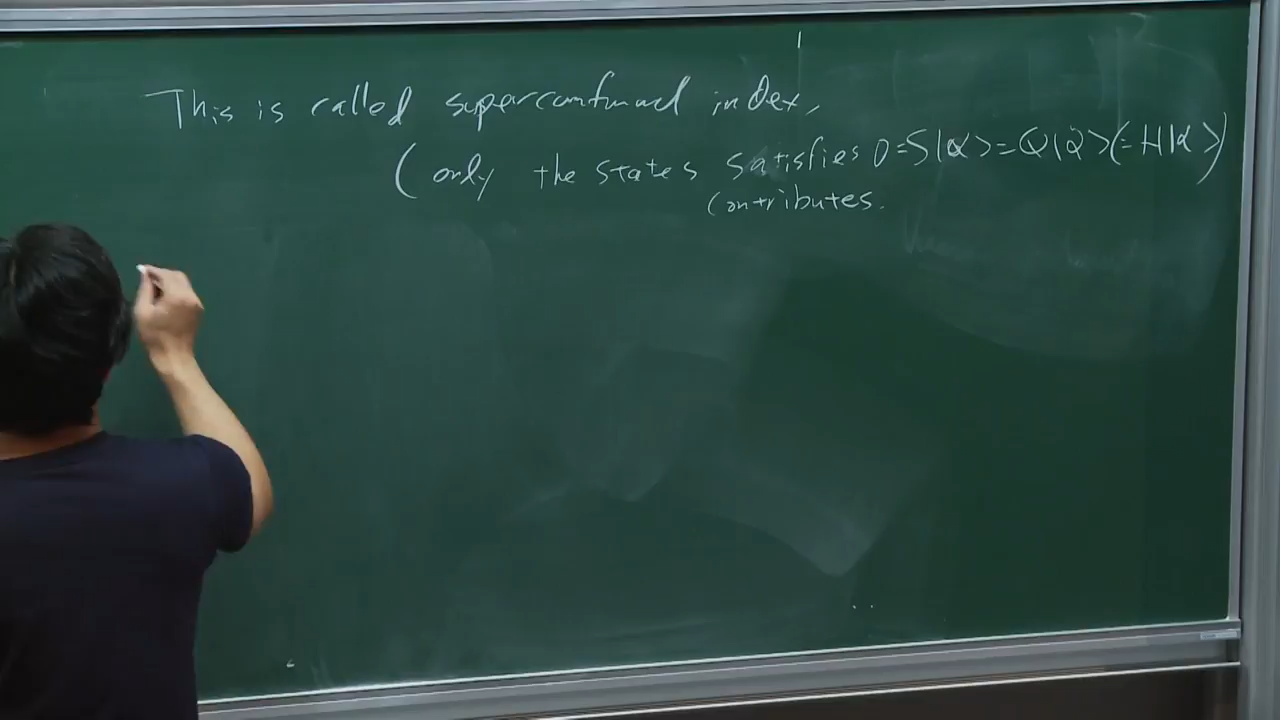 This is called superconformal index,
(only the states satisfies 0=S|α>=Q|α>(=H|α>)
contributes.